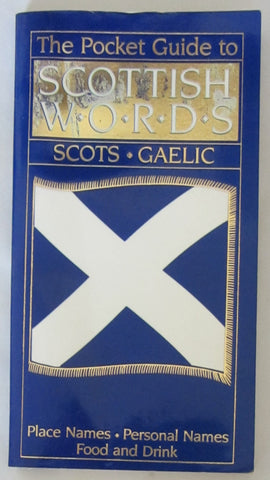 The Pocket Guide to
SCOTTISH
W·O·R·D·S
SCOTS · GAELIC
Place Names · Personal Names
Food and Drink